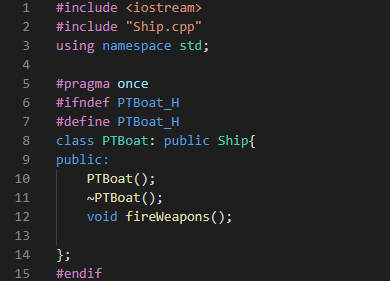 1 #include <iostream>
2 #include "Ship.cpp"
3 using namespace std;
4
5 #pragma once
6 #ifndef PTBoat_H
7 #define PTBoat_H
8 class PTBoat: public Ship{
9 public:
10     PTBoat();
11     ~PTBoat();
12     void fireWeapons();
13
14 };
15 #endif